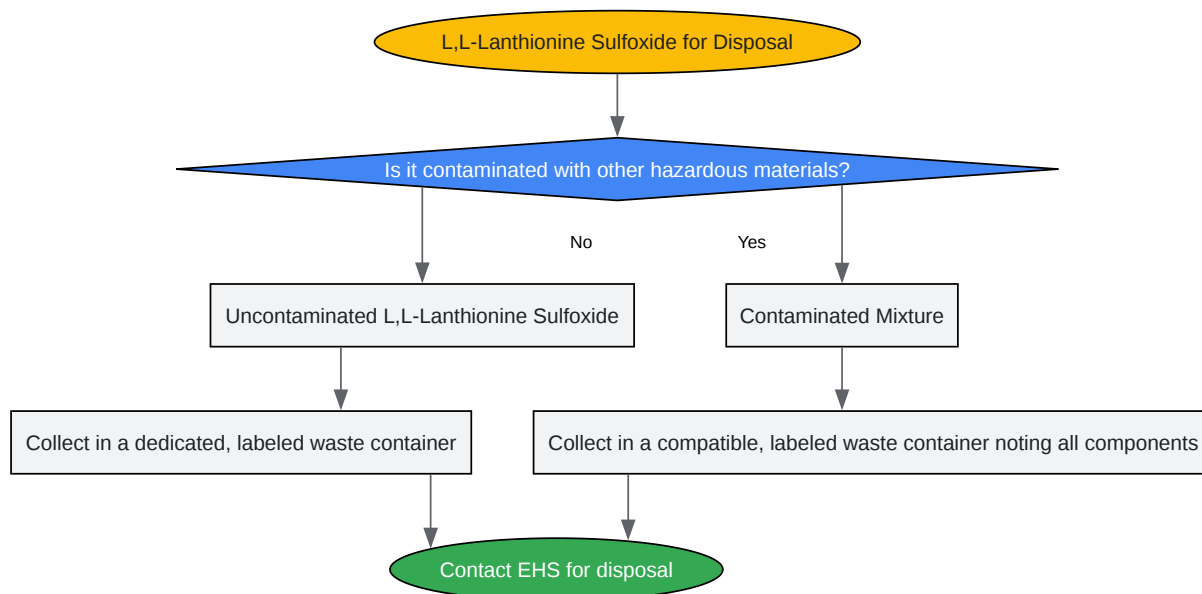 L,L-Lanthionine Sulfoxide for Disposal
Is it contaminated with other hazardous materials?
No
Yes
Uncontaminated L,L-Lanthionine Sulfoxide
Contaminated Mixture
Collect in a dedicated, labeled waste container
Collect in a compatible, labeled waste container noting all components
Contact EHS for disposal